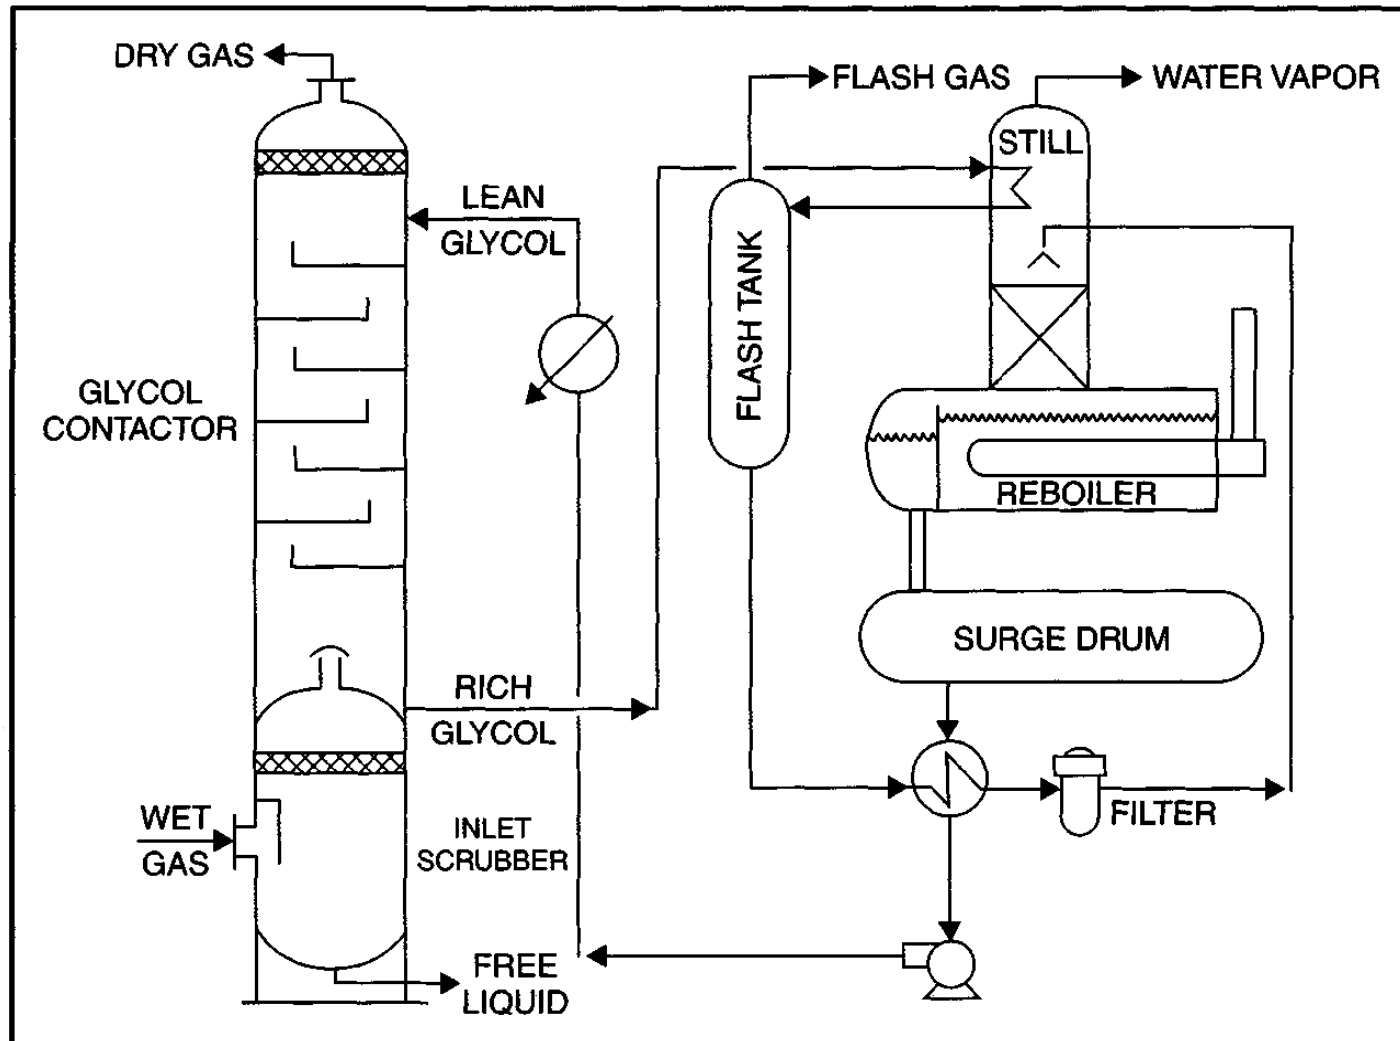 DRY GAS
FLASH GAS
WATER VAPOR
STILL
LEAN
GLYCOL
FLASH TANK
GLYCOL
CONTACTOR
REBOILER
SURGE DRUM
RICH
GLYCOL
WET
GAS
INLET
SCRUBBER
FILTER
FREE
LIQUID